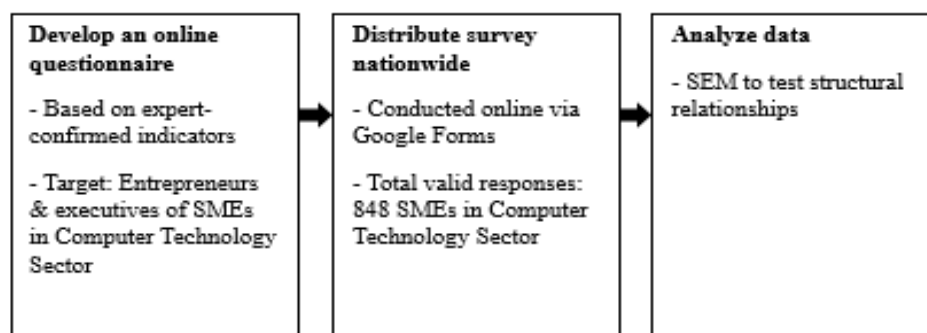 Develop an online
questionnaire
- Based on expert-
confirmed indicators
- Target: Entrepreneurs
& executives of SMEs
in Computer Technology
Sector
Distribute survey
nationwide
- Conducted online via
Google Forms
- Total valid responses:
848 SMEs in Computer
Technology Sector
Analyze data
- SEM to test structural
relationships